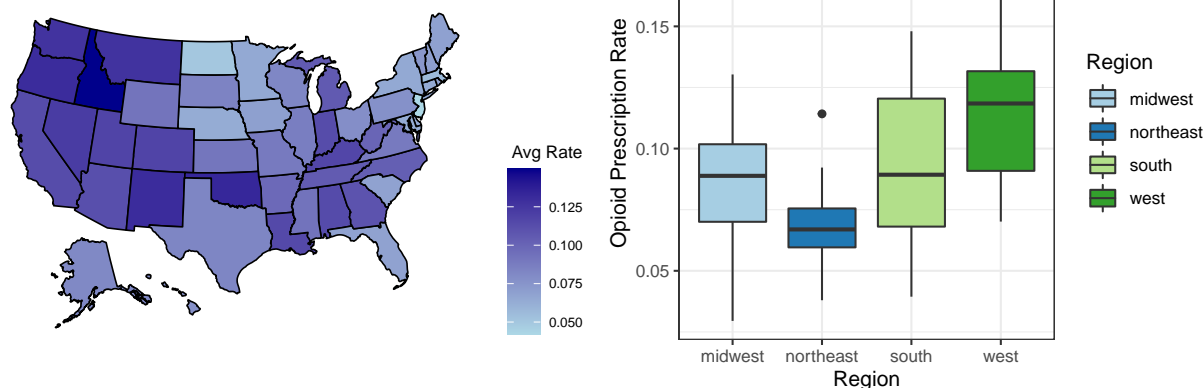 Avg Rate
0.125
0.100
0.075
0.050
Opioid Prescription Rate
0.15
0.10
0.05
midwest
northeast
south
west
Region
Region
midwest
northeast
south
west